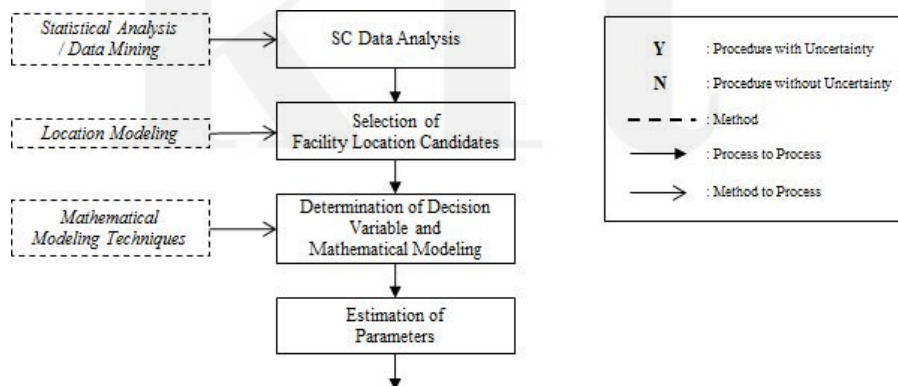 Statistical Analysis
/ Data Mining
SC Data Analysis
Location Modeling
Selection of
Facility Location Candidates
Mathematical
Modeling Techniques
Determination of Decision
Variable and
Mathematical Modeling
Estimation of
Parameters
Y : Procedure with Uncertainty
N : Procedure without Uncertainty
: Method
: Process to Process
: Method to Process